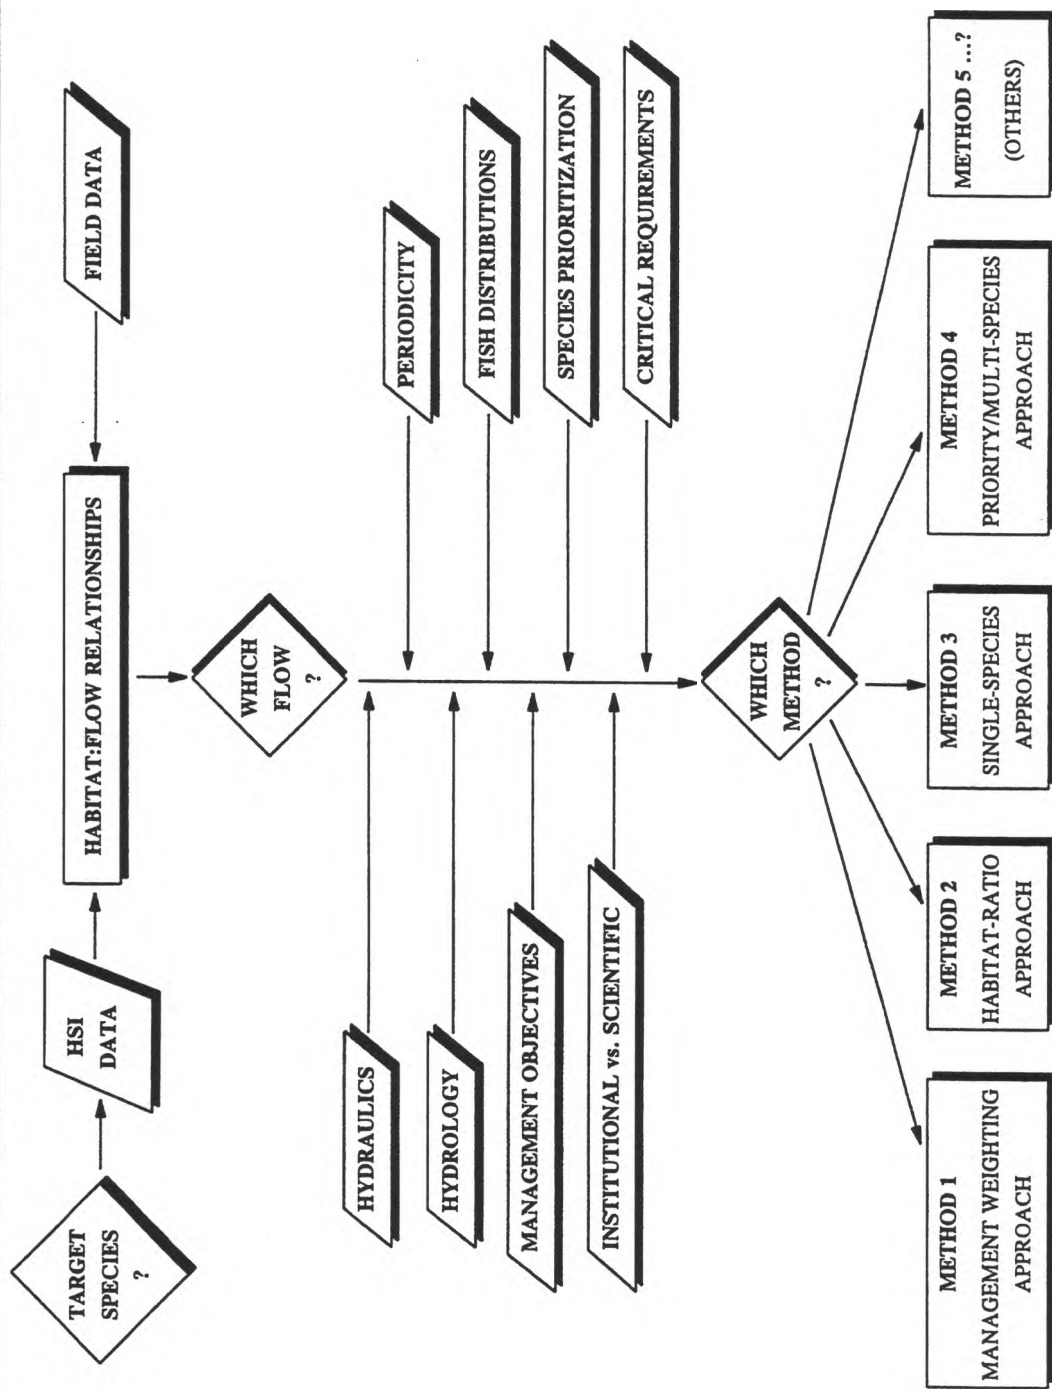 TARGET
SPECIES
?
HSI
DATA
HABITAT:FLOW RELATIONSHIPS
FIELD DATA
WHICH
FLOW
?
HYDRAULICS
HYDROLOGY
MANAGEMENT OBJECTIVES
INSTITUTIONAL vs. SCIENTIFIC
PERIODICITY
FISH DISTRIBUTIONS
SPECIES PRIORITIZATION
CRITICAL REQUIREMENTS
WHICH
METHOD
?
METHOD 1
MANAGEMENT WEIGHTING
APPROACH
METHOD 2
HABITAT-RATIO
APPROACH
METHOD 3
SINGLE-SPECIES
APPROACH
METHOD 4
PRIORITY/MULTI-SPECIES
APPROACH
METHOD 5 ...?
(OTHERS)